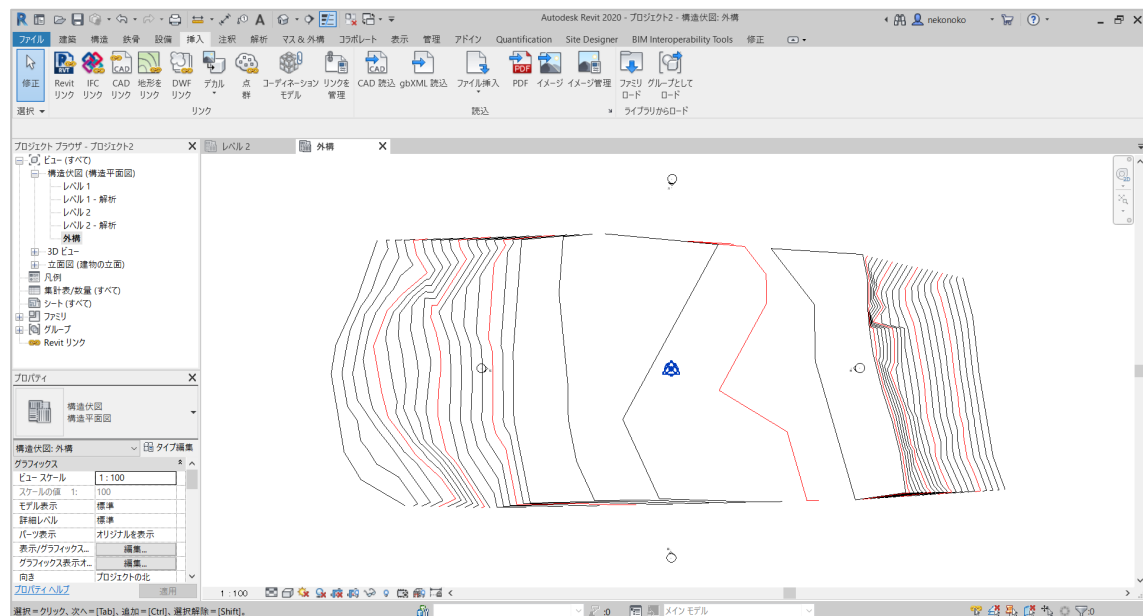 Autodesk Revit 2020 - プロジェクト2 - 構造伏図: 外構
nekonoko
ファイル 建築 構造 鉄骨 設備 挿入 注釈 解析 マス & 外構 コラボレート 表示 管理 アドイン Quantification Site Designer BIM Interoperability Tools 修正
修正
Revit リンク
IFC リンク
CAD リンク
地形を リンク
DWF リンク
デカル
点 群
コーディネーション モデル
リンクを 管理
CAD 読込
gbXML 読込
ファイル挿入
PDF
イメージ
イメージ管理
ファミリ ロード
グループとして ロード
選択 リンク 読込 ライブラリからロード
プロジェクト ブラウザ - プロジェクト2
レベル 2
外構
ビュー (すべて)
構造伏図 (構造平面図)
レベル 1
レベル 1 - 解析
レベル 2
レベル 2 - 解析
外構
3D ビュー
立面図 (建物の立面)
凡例
集計表/数量 (すべて)
シート (すべて)
ファミリ
グループ
Revit リンク
プロパティ
構造伏図
構造平面図
構造伏図: 外構 タイプ編集
グラフィックス
ビュー スケール 1 : 100
スケールの値 1: 100
モデル表示 標準
詳細レベル 標準
パーツ表示 オリジナルを表示
表示/グラフィックス... 編集...
グラフィックス表示オ... 編集...
向き プロジェクトの北
プロパティ ヘルプ 適用
1 : 100
選択 = クリック、次へ = [Tab]、追加 = [Ctrl]、選択解除 = [Shift]。
:0
メイン モデル
:0